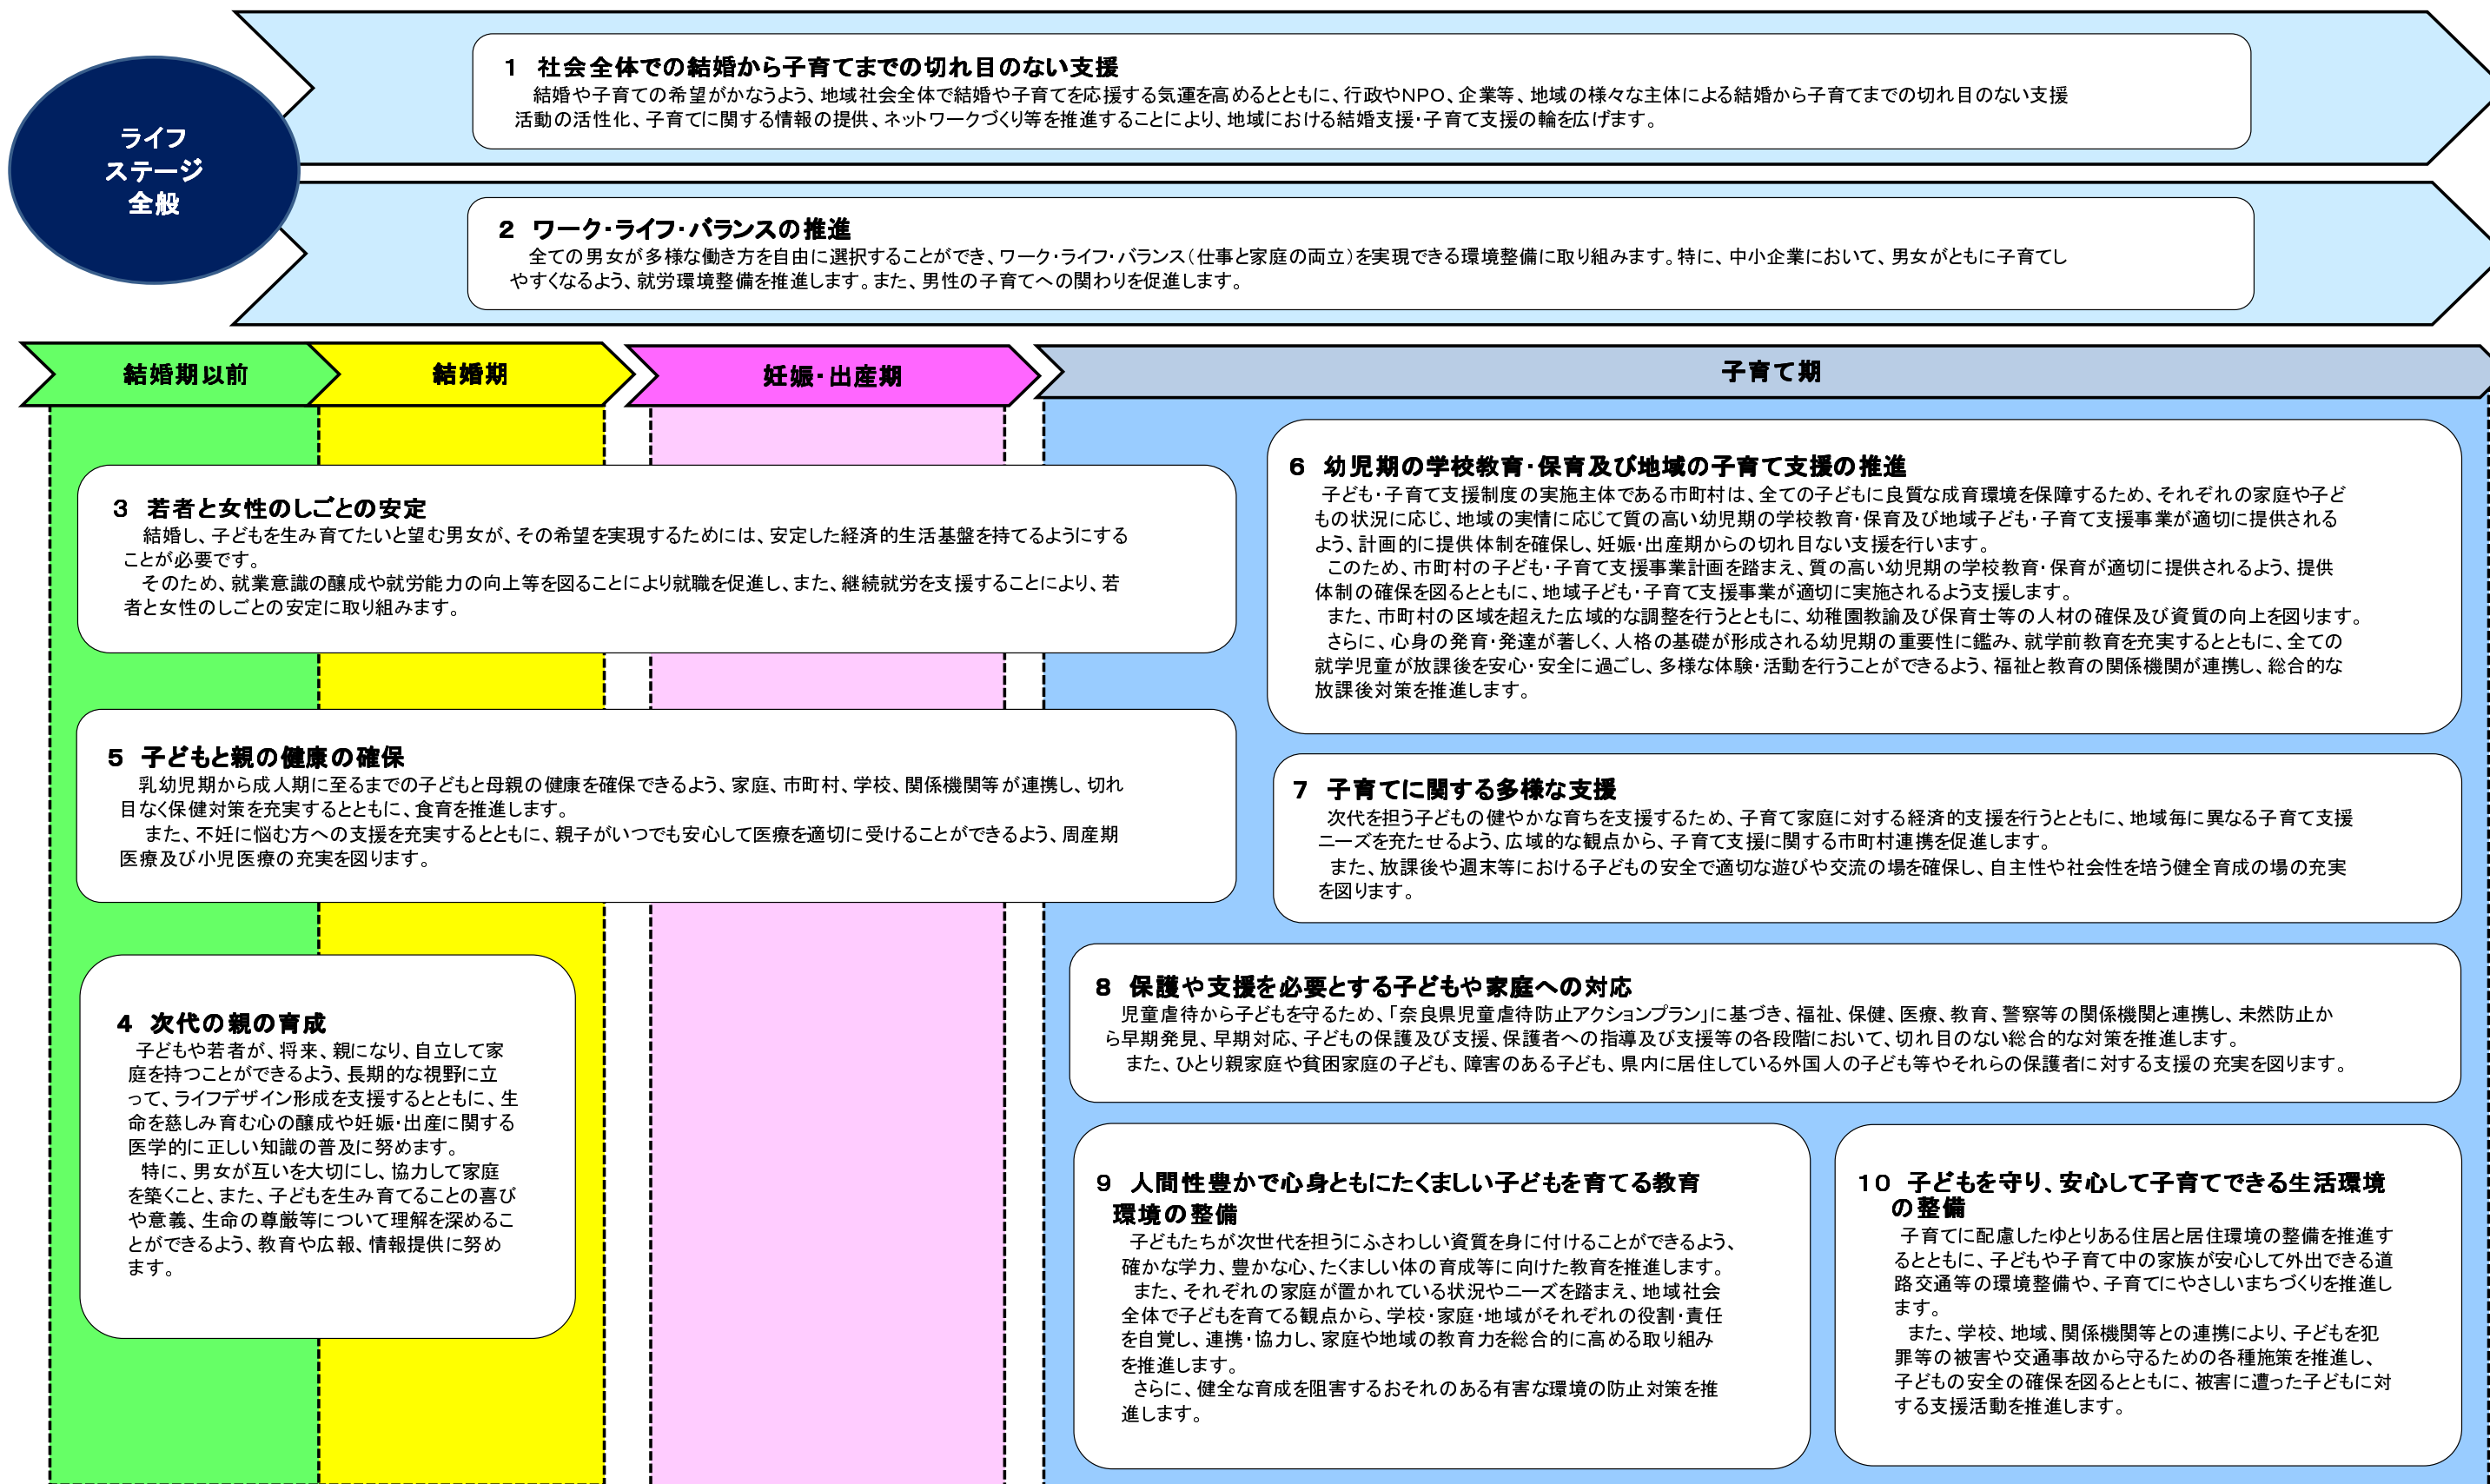 ライフ
ステージ
全般
1 社会全体での結婚から子育てまでの切れ目のない支援
結婚や子育ての希望がかなうよう、地域社会全体で結婚や子育てを応援する気運を高めるとともに、行政やNPO、企業等、地域の様々な主体による結婚から子育てまでの切れ目のない支援
活動の活性化、子育てに関する情報の提供、ネットワークづくり等を推進することにより、地域における結婚支援・子育て支援の輪を広げます。
2 ワーク・ライフ・バランスの推進
全ての男女が多様な働き方を自由に選択することができ、ワーク・ライフ・バランス(仕事と家庭の両立)を実現できる環境整備に取り組みます。特に、中小企業において、男女がともに子育てし
やすくなるよう、就労環境整備を推進します。また、男性の子育てへの関わりを促進します。
結婚期以前
結婚期
妊娠・出産期
子育て期
3 若者と女性のしごとの安定
結婚し、子どもを生み育てたいと望む男女が、その希望を実現するためには、安定した経済的生活基盤を持てるようにする
ことが必要です。
そのため、就業意識の醸成や就労能力の向上等を図ることにより就職を促進し、また、継続就労を支援することにより、若
者と女性のしごとの安定に取り組みます。
5 子どもと親の健康の確保
乳幼児期から成人期に至るまでの子どもと母親の健康を確保できるよう、家庭、市町村、学校、関係機関等が連携し、切れ
目なく保健対策を充実するとともに、食育を推進します。
また、不妊に悩む方への支援を充実するとともに、親子がいつでも安心して医療を適切に受けることができるよう、周産期
医療及び小児医療の充実を図ります。
4 次代の親の育成
子どもや若者が、将来、親になり、自立して家
庭を持つことができるよう、長期的な視野に立
って、ライフデザイン形成を支援するとともに、生
命を慈しみ育む心の醸成や妊娠・出産に関する
医学的に正しい知識の普及に努めます。
特に、男女が互いを大切にし、協力して家庭
を築くこと、また、子どもを生み育てることの喜び
や意義、生命の尊厳等について理解を深めるこ
とができるよう、教育や広報、情報提供に努め
ます。
6 幼児期の学校教育・保育及び地域の子育て支援の推進
子ども・子育て支援制度の実施主体である市町村は、全ての子どもに良質な成育環境を保障するため、それぞれの家庭や子ど
もの状況に応じ、地域の実情に応じて質の高い幼児期の学校教育・保育及び地域子ども・子育て支援事業が適切に提供される
よう、計画的に提供体制を確保し、妊娠・出産期からの切れ目ない支援を行います。
このため、市町村の子ども・子育て支援事業計画を踏まえ、質の高い幼児期の学校教育・保育が適切に提供されるよう、提供
体制の確保を図るとともに、地域子ども・子育て支援事業が適切に実施されるよう支援します。
また、市町村の区域を超えた広域的な調整を行うとともに、幼稚園教諭及び保育士等の人材の確保及び資質の向上を図ります。
さらに、心身の発育・発達が著しく、人格の基礎が形成される幼児期の重要性に鑑み、就学前教育を充実するとともに、全ての
就学児童が放課後を安心・安全に過ごし、多様な体験・活動を行うことができるよう、福祉と教育の関係機関が連携し、総合的な
放課後対策を推進します。
7 子育てに関する多様な支援
次代を担う子どもの健やかな育ちを支援するため、子育て家庭に対する経済的支援を行うとともに、地域毎に異なる子育て支援
ニーズを充たせるよう、広域的な観点から、子育て支援に関する市町村連携を促進します。
また、放課後や週末等における子どもの安全で適切な遊びや交流の場を確保し、自主性や社会性を培う健全育成の場の充実
を図ります。
8 保護や支援を必要とする子どもや家庭への対応
児童虐待から子どもを守るため、「奈良県児童虐待防止アクションプラン」に基づき、福祉、保健、医療、教育、警察等の関係機関と連携し、未然防止か
ら早期発見、早期対応、子どもの保護及び支援、保護者への指導及び支援等の各段階において、切れ目のない総合的な対策を推進します。
また、ひとり親家庭や貧困家庭の子ども、障害のある子ども、県内に居住している外国人の子ども等やそれらの保護者に対する支援の充実を図ります。
9 人間性豊かで心身ともにたくましい子どもを育てる教育
環境の整備
子どもたちが次世代を担うにふさわしい資質を身に付けることができるよう、
確かな学力、豊かな心、たくましい体の育成等に向けた教育を推進します。
また、それぞれの家庭が置かれている状況やニーズを踏まえ、地域社会
全体で子どもを育てる観点から、学校・家庭・地域がそれぞれの役割・責任
を自覚し、連携・協力し、家庭や地域の教育力を総合的に高める取り組み
を推進します。
さらに、健全な育成を阻害するおそれのある有害な環境の防止対策を推
進します。
10 子どもを守り、安心して子育てできる生活環境
の整備
子育てに配慮したゆとりある住居と居住環境の整備を推進す
るとともに、子どもや子育て中の家族が安心して外出できる道
路交通等の環境整備や、子育てにやさしいまちづくりを推進し
ます。
また、学校、地域、関係機関等との連携により、子どもを犯
罪等の被害や交通事故から守るための各種施策を推進し、
子どもの安全の確保を図るとともに、被害に遭った子どもに対
する支援活動を推進します。